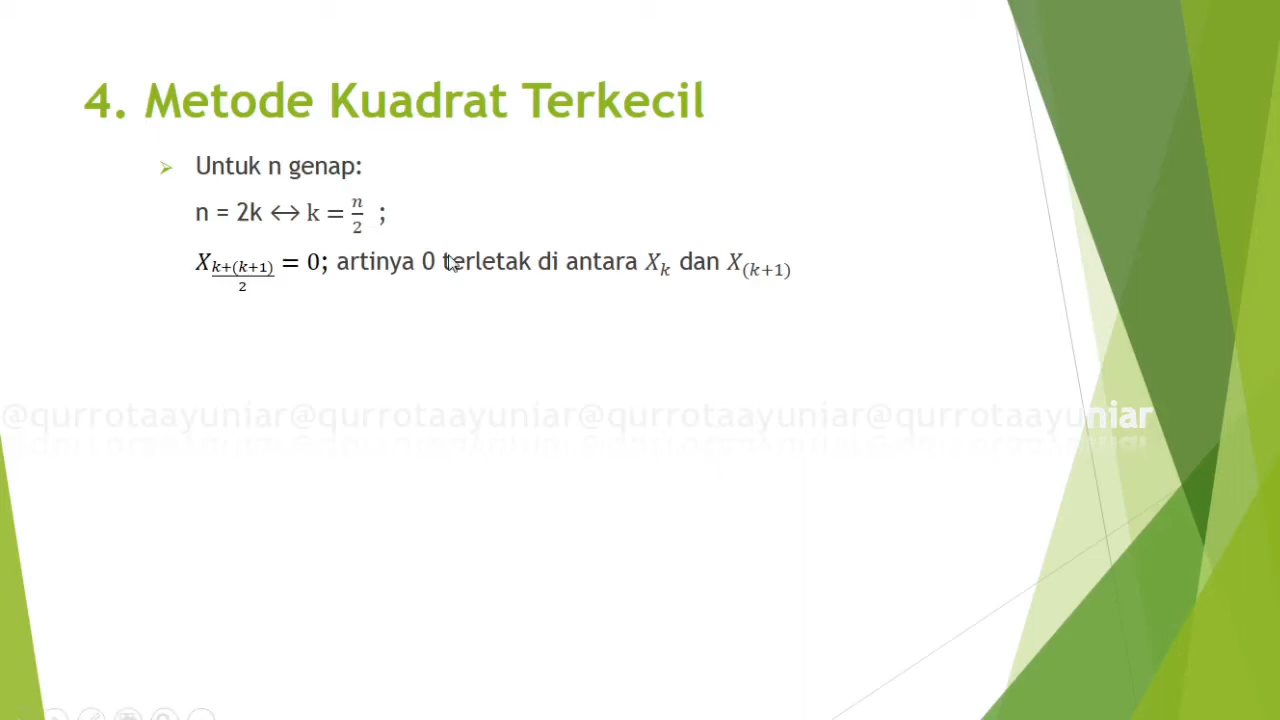 4. Metode Kuadrat Terkecil
➢ Untuk n genap:
n = 2k ↔ k = n/2 ;
X_{(k+(k+1))/2} = 0; artinya 0 terletak di antara X_k dan X_{(k+1)}
@qurrotaayuniar@qurrotaayuniar@qurrotaayuniar@qurrotaayuniar